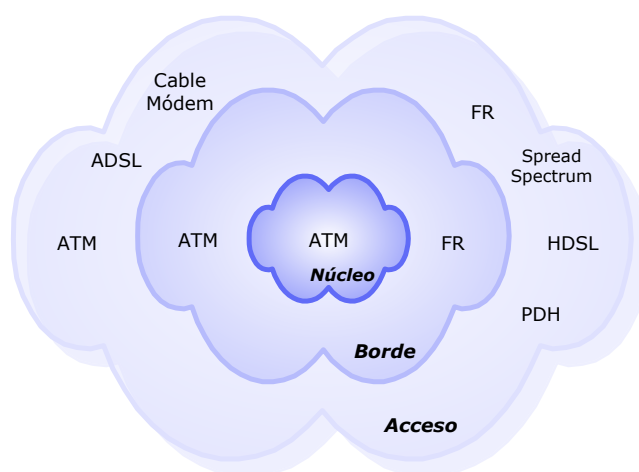 Cable
Módem
FR
ADSL
Spread
Spectrum
ATM
ATM
ATM
FR
HDSL
Núcleo
PDH
Borde
Acceso